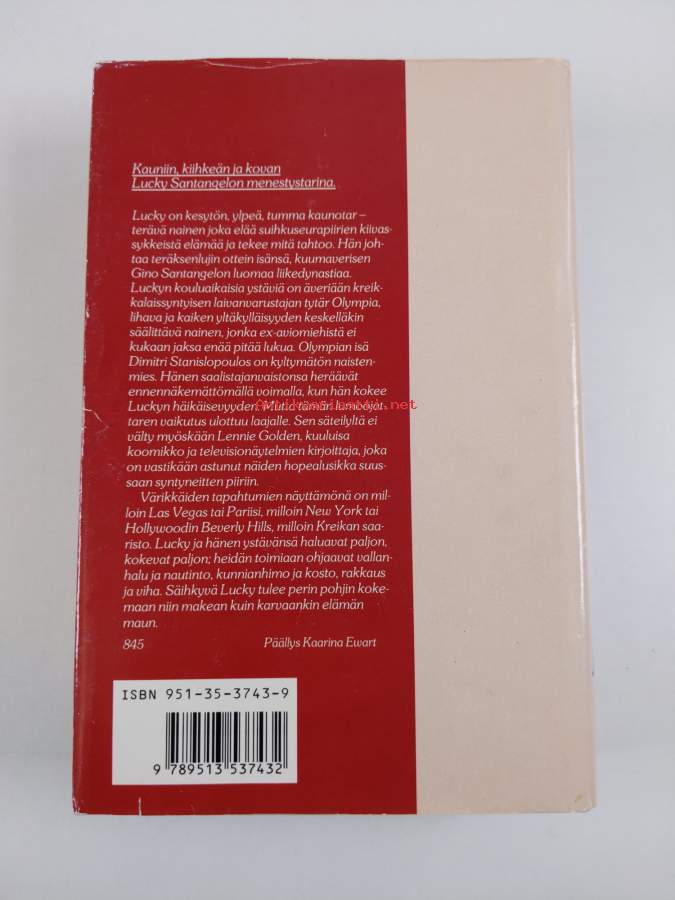 Kauniin, kiihkeän ja kovan
Lucky Santangelon menestystarina.
Lucky on kesytön, ylpeä, tumma kaunotar –
terävä nainen joka elää suihkuseurapiirien kiivas-
sykkeistä elämää ja tekee mitä tahtoo. Hän joh-
taa teräksenlujin ottein isänsä, kuumaverisen
Gino Santangelon luomaa liikedynastiaa.
Luckyn kouluaikaisia ystäviä on äveriään kreik-
kalaissyntyisen laivanvarustajan tytär Olympia,
lihava ja kaiken yltäkylläisyyden keskelläkin
säälittävä nainen, jonka ex-aviomiehistä ei
kukaan jaksa enää pitää lukua. Olympian isä
Dimitri Stanislopoulos on kyltymätön naisten-
mies. Hänen saalistajanvaistonsa heräävät
ennennäkemättömällä voimalla, kun hän kokee
Luckyn häikäisevyyden. Mutta tämän
taren vaikutus ulottuu laajalle. Sen säteilyltä ei
välty myöskään Lennie Golden, kuuluisa
koomikko ja televisionäytelmien kirjoittaja, joka
on vastikään astunut näiden hopealusikka suus-
saan syntyneitten piiriin.
Värikkäiden tapahtumien näyttämönä on mil-
loin Las Vegas tai Pariisi, milloin New York tai
Hollywoodin Beverly Hills, milloin Kreikan saa-
risto. Lucky ja hänen ystävänsä haluavat paljon,
kokevat paljon; heidän toimiaan ohjaavat vallan-
halu ja nautinto, kunnianhimo ja kosto, rakkaus
ja viha. Säihkyvä Lucky tulee perin pohjin koke-
maan niin makean kuin karvaankin elämän
maun.
845 Päällys Kaarina Ewart
ISBN 951-35-3743-9
9 789513 537432